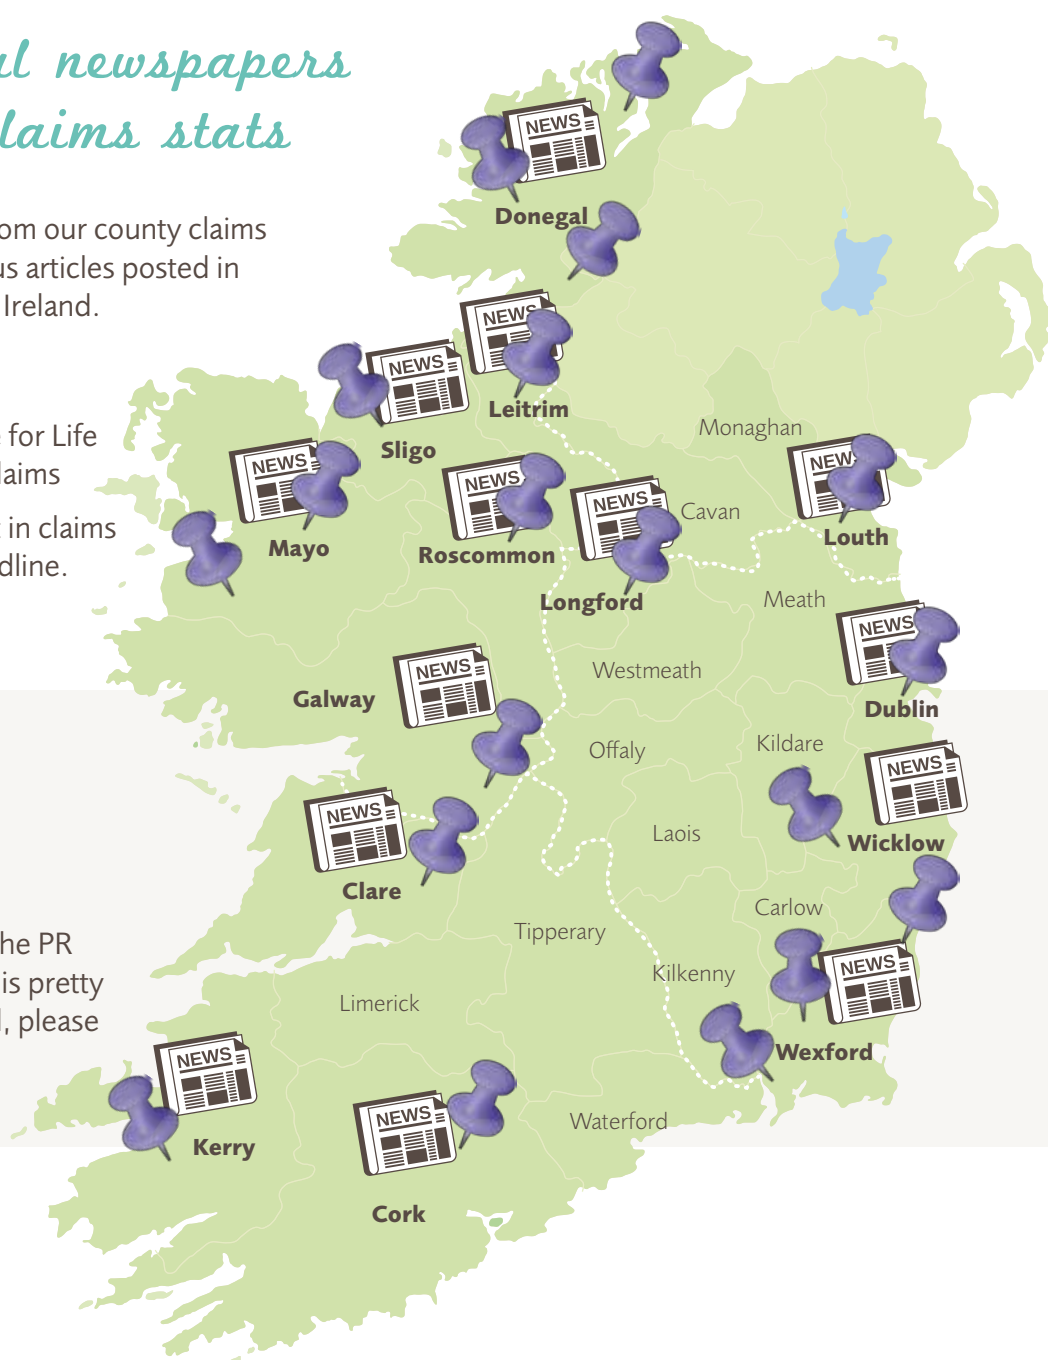 al newspapers
laims stats
om our county claims
us articles posted in
Ireland.
e for Life
laims
t in claims
dline.
he PR
is pretty
l, please
NEWS
Donegal
NEWS
Leitrim
NEWS
Sligo
Monaghan
NEWS
Mayo
NEWS
Roscommon
NEWS
Longford
Cavan
NEWS
Louth
Meath
Westmeath
NEWS
Galway
NEWS
Dublin
Offaly
Kildare
NEWS
Wicklow
NEWS
Clare
Laois
Carlow
Tipperary
Kilkenny
NEWS
Wexford
Limerick
NEWS
Kerry
NEWS
Cork
Waterford